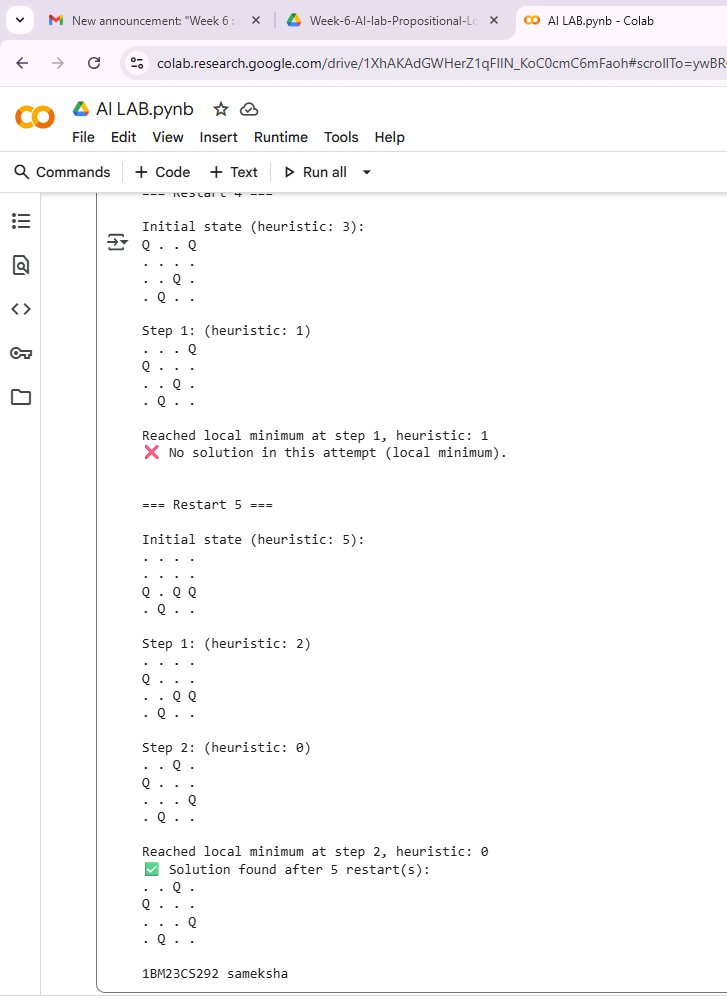 New announcement: "Week 6 :
Week-6-AI-lab-Propositional-Lo
AI LAB.pynb - Colab
colab.research.google.com/drive/1XhAKAdGWHerZ1qFlIN_KoC0cmC6mFaoh#scrollTo=ywBR
CO
AI LAB.pynb
File Edit View Insert Runtime Tools Help
Commands + Code + Text Run all
=== Restart 4 ===
Initial state (heuristic: 3):
Q . . Q
. . . .
. . Q .
. Q . .
Step 1: (heuristic: 1)
. . . Q
Q . . .
. . Q .
. Q . .
Reached local minimum at step 1, heuristic: 1
❌ No solution in this attempt (local minimum).
=== Restart 5 ===
Initial state (heuristic: 5):
. . . .
. . . .
Q . Q Q
. Q . .
Step 1: (heuristic: 2)
. . . .
Q . . .
. . Q Q
. Q . .
Step 2: (heuristic: 0)
. . Q .
Q . . .
. . . Q
. Q . .
Reached local minimum at step 2, heuristic: 0
✅ Solution found after 5 restart(s):
. . Q .
Q . . .
. . . Q
. Q . .
1BM23CS292 sameksha